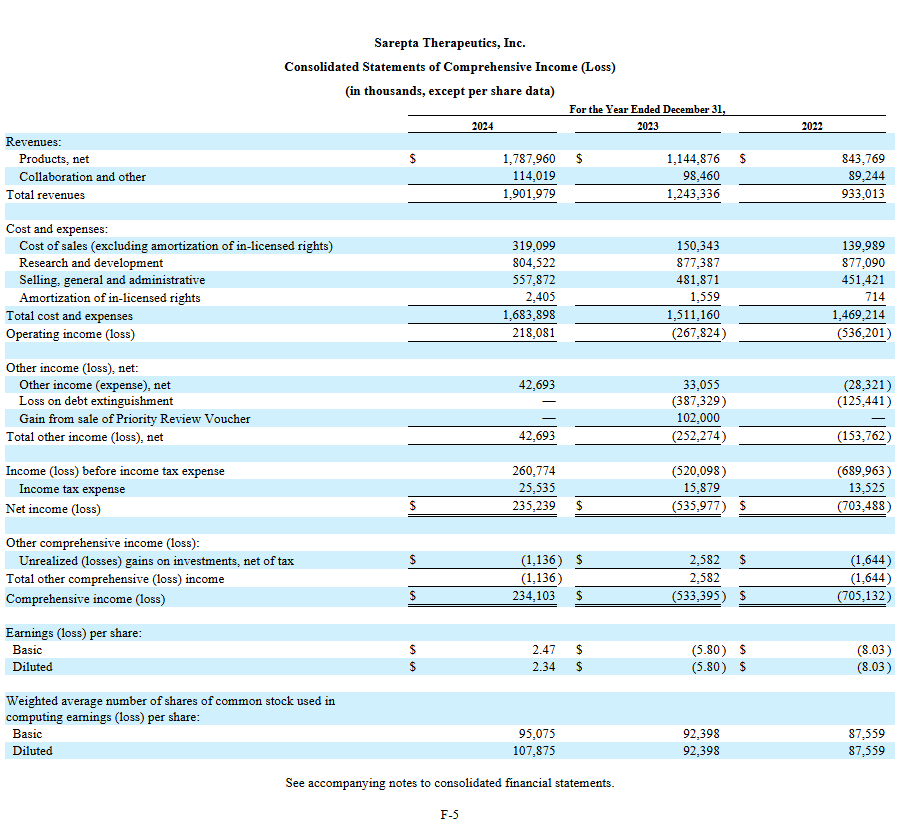 Sarepta Therapeutics, Inc.
Consolidated Statements of Comprehensive Income (Loss)
(in thousands, except per share data)
For the Year Ended December 31,
2024 2023 2022
Revenues:
Products, net $ 1,787,960 $ 1,144,876 $ 843,769
Collaboration and other 114,019 98,460 89,244
Total revenues 1,901,979 1,243,336 933,013
Cost and expenses:
Cost of sales (excluding amortization of in-licensed rights) 319,099 150,343 139,989
Research and development 804,522 877,387 877,090
Selling, general and administrative 557,872 481,871 451,421
Amortization of in-licensed rights 2,405 1,559 714
Total cost and expenses 1,683,898 1,511,160 1,469,214
Operating income (loss) 218,081 (267,824) (536,201)
Other income (loss), net:
Other income (expense), net 42,693 33,055 (28,321)
Loss on debt extinguishment — (387,329) (125,441)
Gain from sale of Priority Review Voucher — 102,000 —
Total other income (loss), net 42,693 (252,274) (153,762)
Income (loss) before income tax expense 260,774 (520,098) (689,963)
Income tax expense 25,535 15,879 13,525
Net income (loss) $ 235,239 $ (535,977) $ (703,488)
Other comprehensive income (loss):
Unrealized (losses) gains on investments, net of tax $ (1,136) $ 2,582 $ (1,644)
Total other comprehensive (loss) income (1,136) 2,582 (1,644)
Comprehensive income (loss) $ 234,103 $ (533,395) $ (705,132)
Earnings (loss) per share:
Basic $ 2.47 $ (5.80) $ (8.03)
Diluted $ 2.34 $ (5.80) $ (8.03)
Weighted average number of shares of common stock used in
computing earnings (loss) per share:
Basic 95,075 92,398 87,559
Diluted 107,875 92,398 87,559
See accompanying notes to consolidated financial statements.
F-5